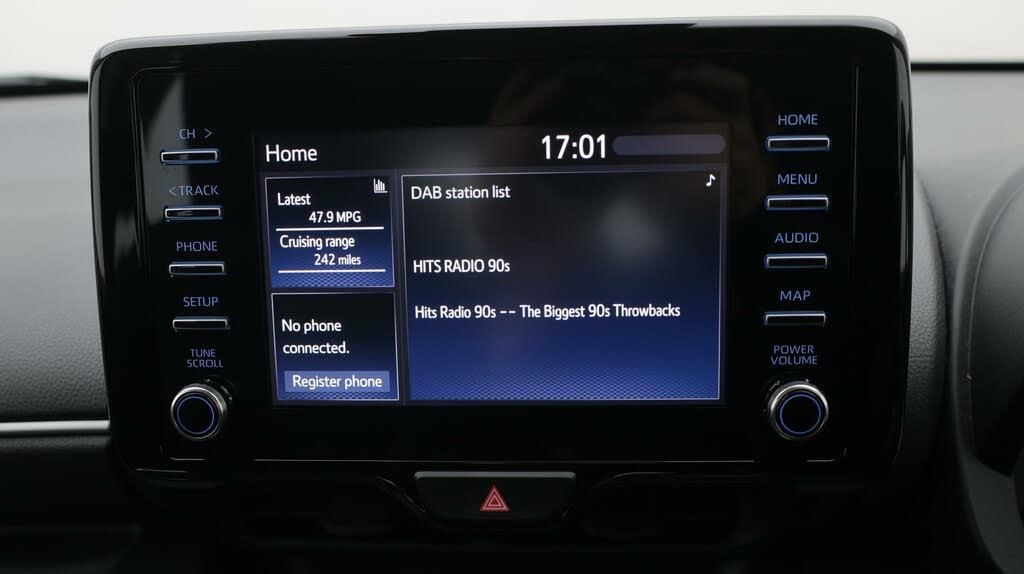 CH >
< TRACK
PHONE
SETUP
TUNE
SCROLL
Home
17:01
Latest
47.9 MPG
Cruising range
242 miles
No phone
connected.
Register phone
DAB station list
HITS RADIO 90s
Hits Radio 90s -- The Biggest 90s Throwbacks
HOME
MENU
AUDIO
MAP
POWER
VOLUME